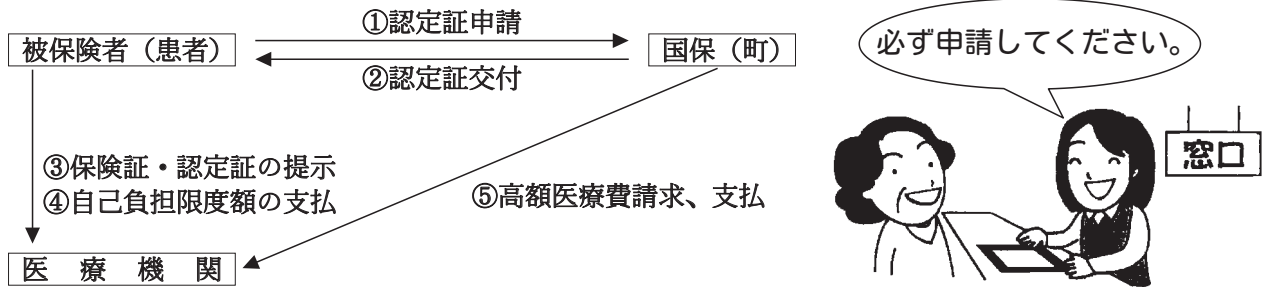 ①認定証申請
被保険者（患者）
国保（町）
②認定証交付
③保険証・認定証の提示
④自己負担限度額の支払
⑤高額医療費請求、支払
医療機関
必ず申請してください。
窓口